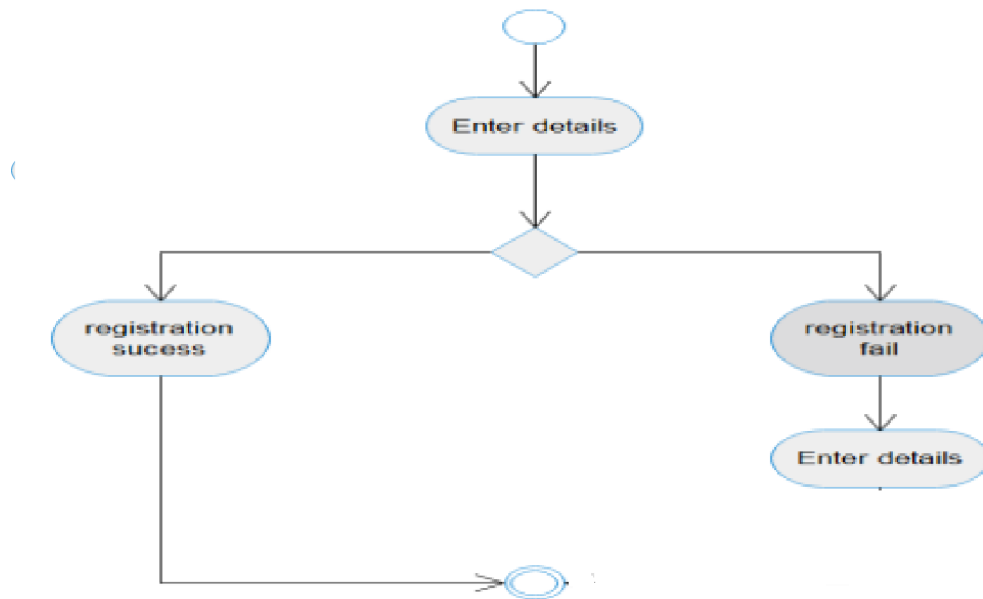 Enter details
registration
sucess
registration
fail
Enter details